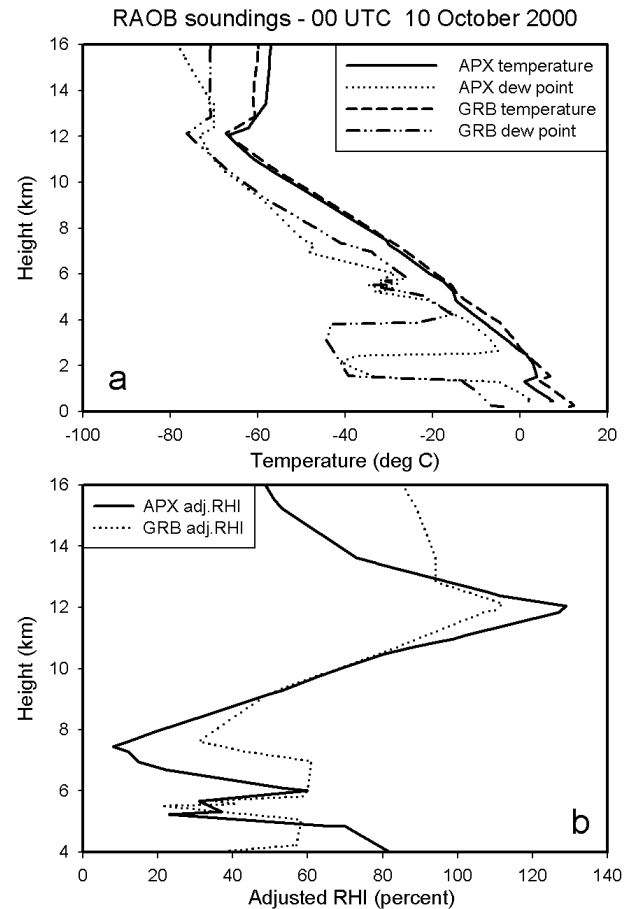 RAOB soundings - 00 UTC 10 October 2000
16
14
12
10
8
6
4
2
0
Height (km)
APX temperature
APX dew point
GRB temperature
GRB dew point
a
-100 -80 -60 -40 -20 0 20
Temperature (deg C)
16
14
12
10
8
6
4
Height (km)
APX adj.RHI
GRB adj.RHI
b
0 20 40 60 80 100 120 140
Adjusted RHI (percent)